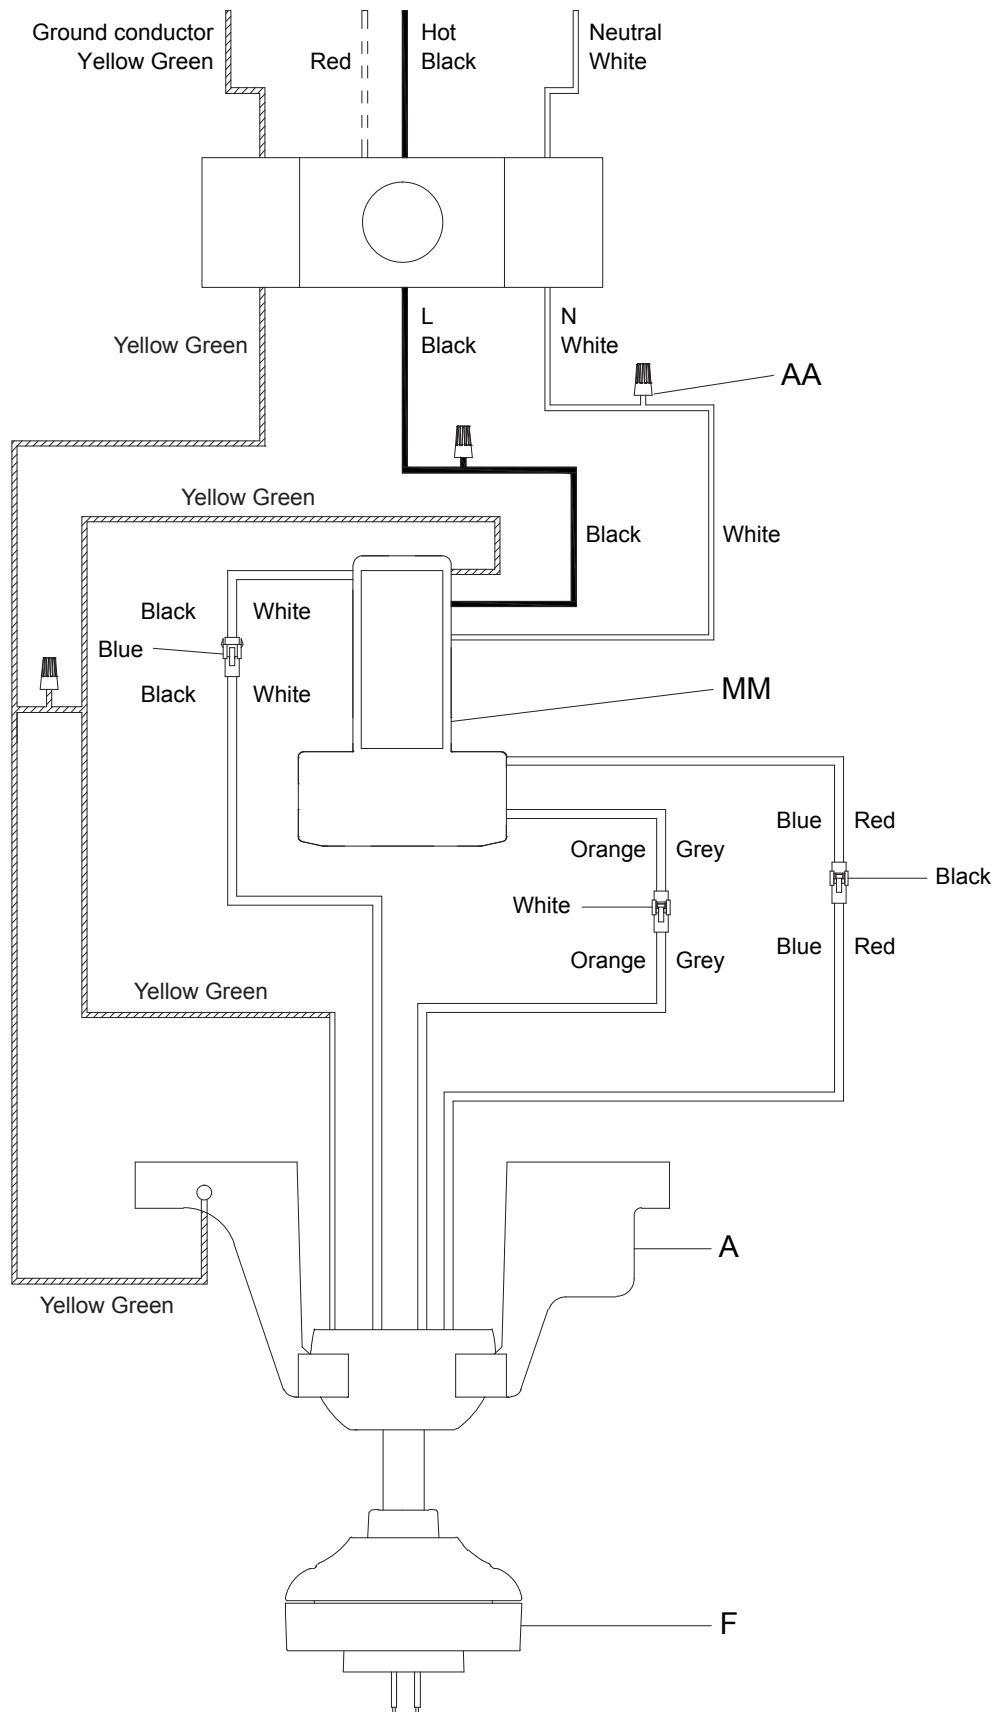 Ground conductor
Yellow Green
Red
Hot
Black
Neutral
White
Yellow Green
L
Black
N
White
AA
Yellow Green
Black
White
Black
White
Blue
Black
White
MM
Blue
Red
Orange
Grey
Black
White
Blue
Red
Orange
Grey
Yellow Green
A
Yellow Green
F